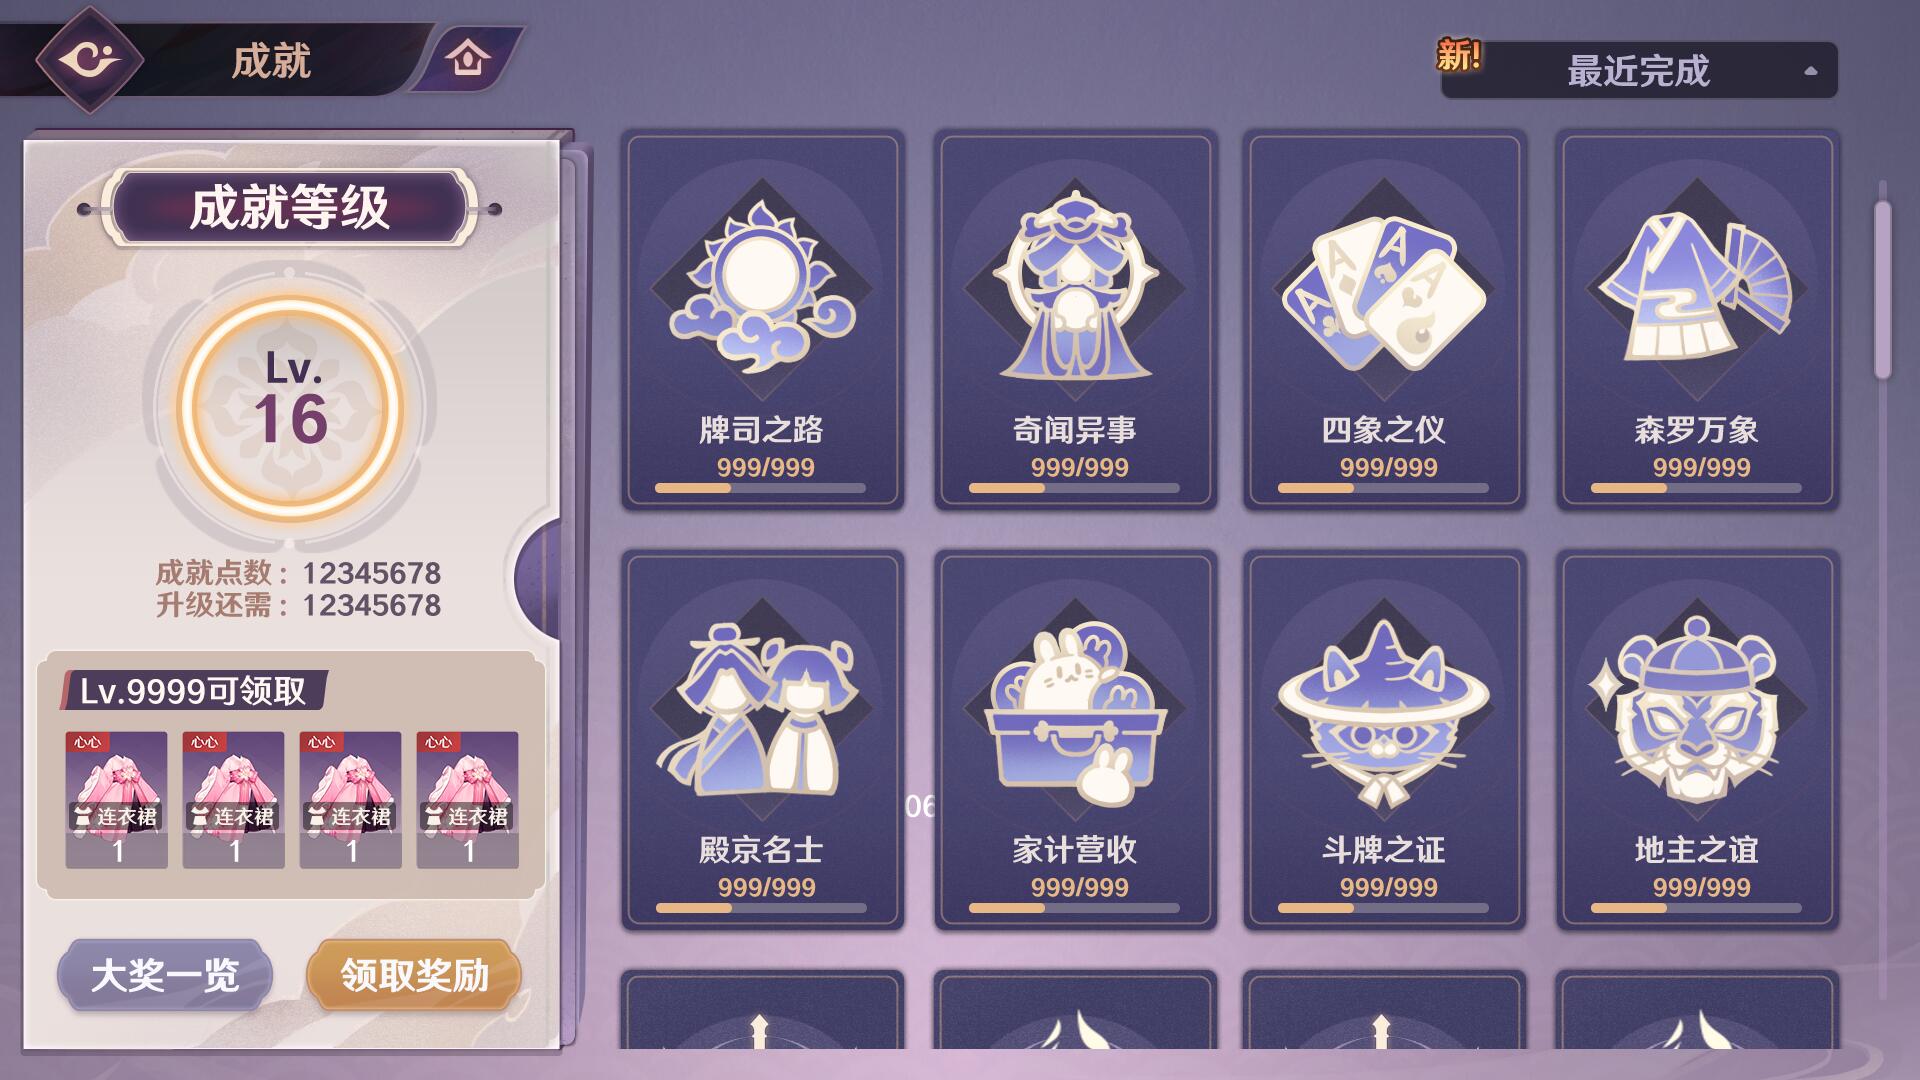 成就
新!
最近完成
成就等级
Lv.
16
成就点数：12345678
升级还需：12345678
Lv.9999可领取
心心
心心
心心
心心
连衣裙
连衣裙
连衣裙
连衣裙
1
1
1
1
大奖一览
领取奖励
牌司之路
999/999
奇闻异事
999/999
A
A
A
A
四象之仪
999/999
森罗万象
999/999
殿京名士
999/999
06
家计营收
999/999
斗牌之证
999/999
地主之谊
999/999